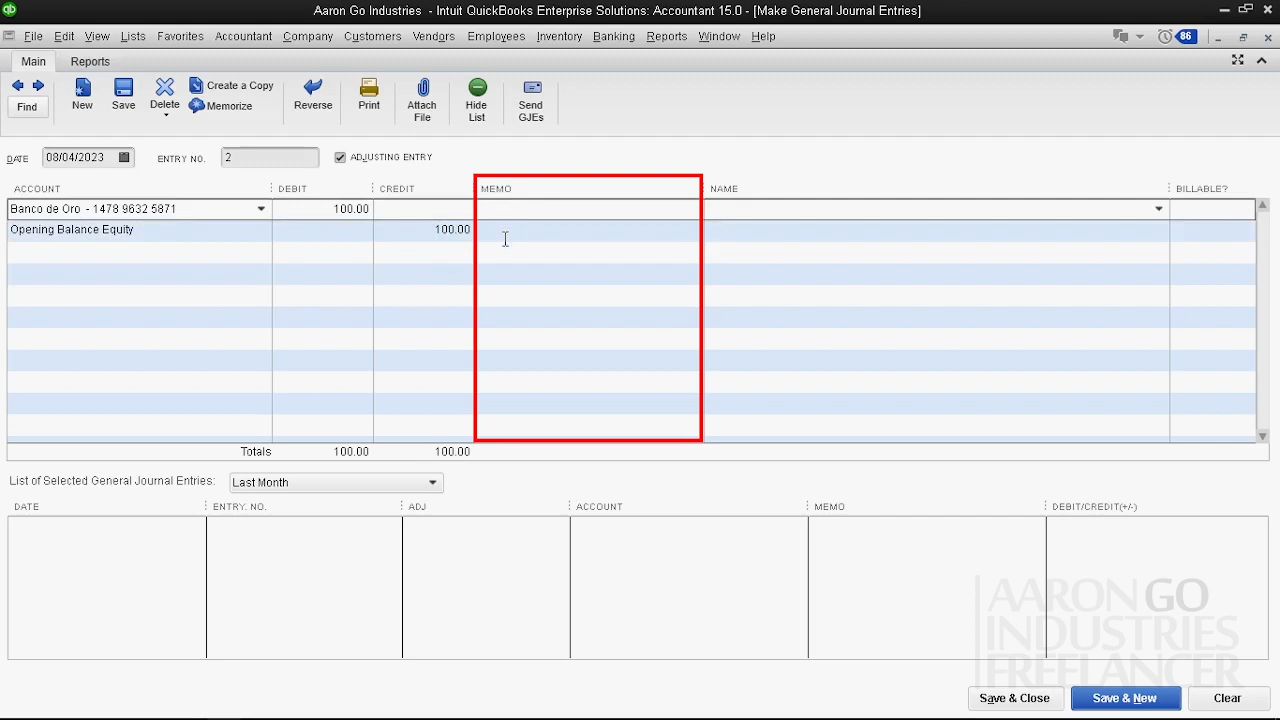 qb Aaron Go Industries - Intuit QuickBooks Enterprise Solutions: Accountant 15.0 - [Make General Journal Entries]
File Edit View Lists Favorites Accountant Company Customers Vendors Employees Inventory Banking Reports Window Help 86
Main Reports
Find New Save Delete Create a Copy Memorize Reverse Print Attach File Hide List Send GJEs
DATE 08/04/2023 ENTRY NO. 2 ADJUSTING ENTRY
ACCOUNT DEBIT CREDIT MEMO NAME BILLABLE?
Banco de Oro - 1478 9632 5871 100.00
Opening Balance Equity 100.00
Totals 100.00 100.00
List of Selected General Journal Entries: Last Month
DATE ENTRY. NO. ADJ ACCOUNT MEMO DEBIT/CREDIT(+/-)
AARON GO
INDUSTRIES
FREELANCER
Save & Close Save & New Clear